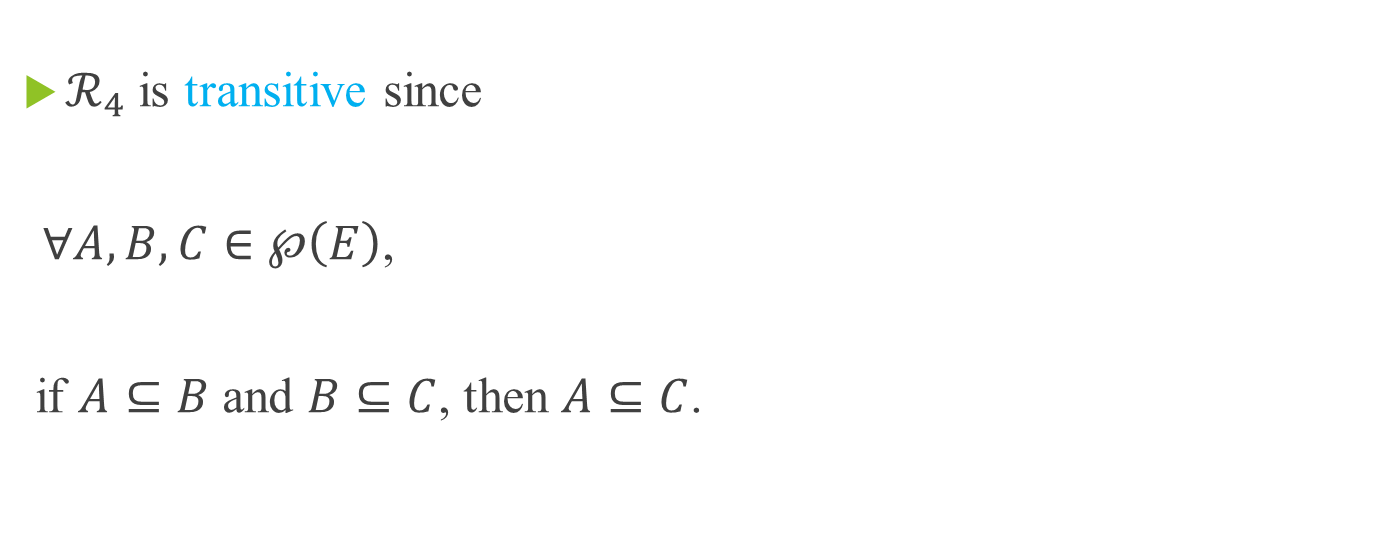 ℛ₄ is transitive since
∀A, B, C ∈ ℘(E),
if A ⊆ B and B ⊆ C, then A ⊆ C.